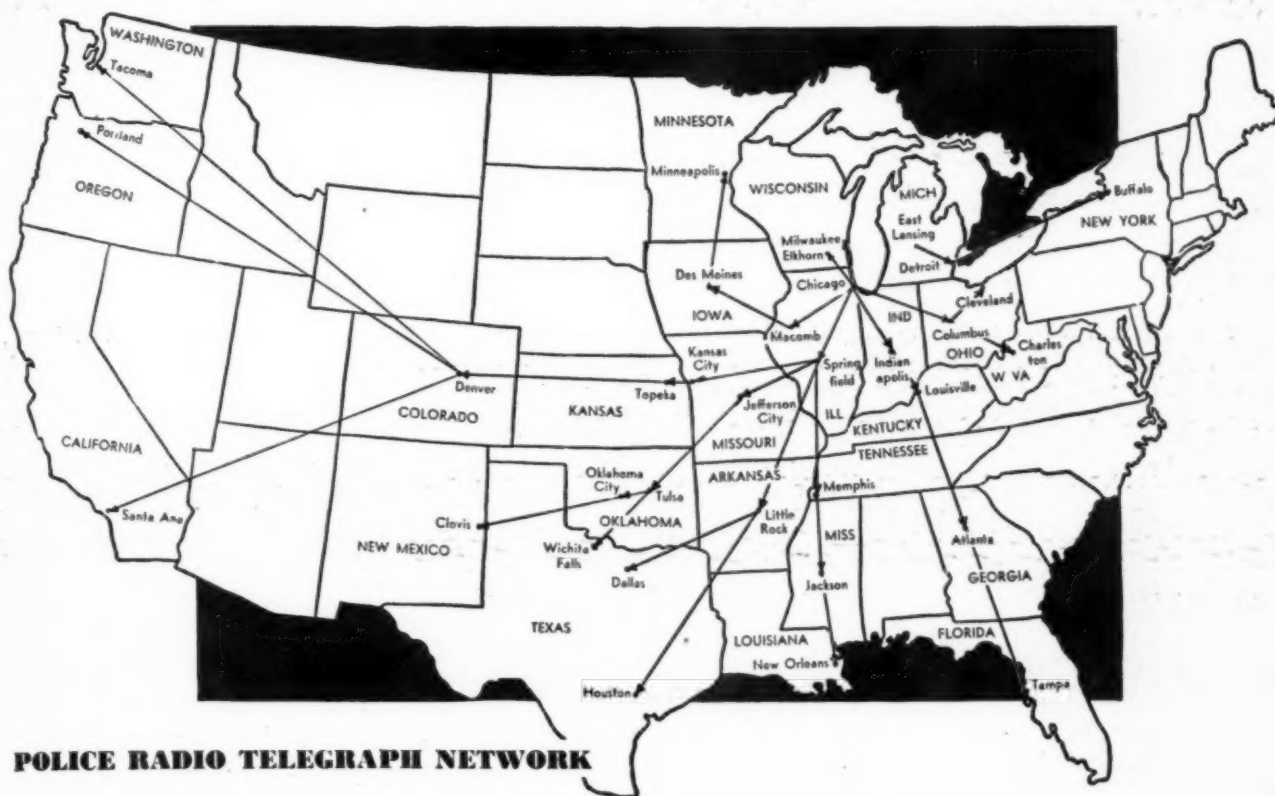 WASHINGTON
Tacoma
Portland
OREGON
MINNESOTA
Minneapolis
WISCONSIN
MICH
East
Lansing
Buffalo
NEW YORK
Milwaukee
Elkhorn
Detroit
Des Moines
Chicago
Cleveland
IOWA
IND
Macomb
Columbus
OHIO
Charles
ton
Kansas
City
Spring
field
Indian
apolis
W VA
Denver
Topeka
Louisville
COLORADO
KANSAS
Jefferson
City
ILL
KENTUCKY
CALIFORNIA
MISSOURI
TENNESSEE
Oklahoma
City
ARKANSAS
Tulsa
Memphis
Santa Ana
Clovis
OKLAHOMA
Little
Rock
MISS
Atlanta
NEW MEXICO
Wichita
Falls
Dallas
Jackson
GEORGIA
TEXAS
LOUISIANA
FLORIDA
New Orleans
Houston
Tampa
POLICE RADIO TELEGRAPH NETWORK